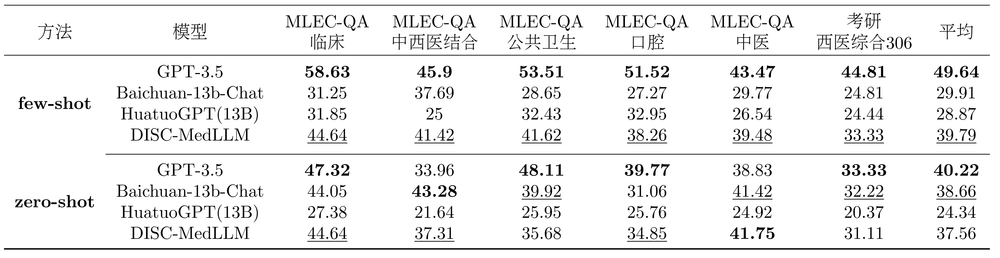 方法 模型 MLEC-QA 临床 MLEC-QA 中西医结合 MLEC-QA 公共卫生 MLEC-QA 口腔 MLEC-QA 中医 考研 西医综合306 平均
few-shot
GPT-3.5 58.63 45.9 53.51 51.52 43.47 44.81 49.64
Baichuan-13b-Chat 31.25 37.69 28.65 27.27 29.77 24.81 29.91
HuatuoGPT(13B) 31.85 25 32.43 32.95 26.54 24.44 28.87
DISC-MedLLM 44.64 41.42 41.62 38.26 39.48 33.33 39.79
zero-shot
GPT-3.5 47.32 33.96 48.11 39.77 38.83 33.33 40.22
Baichuan-13b-Chat 44.05 43.28 39.92 31.06 41.42 32.22 38.66
HuatuoGPT(13B) 27.38 21.64 25.95 25.76 24.92 20.37 24.34
DISC-MedLLM 44.64 37.31 35.68 34.85 41.75 31.11 37.56